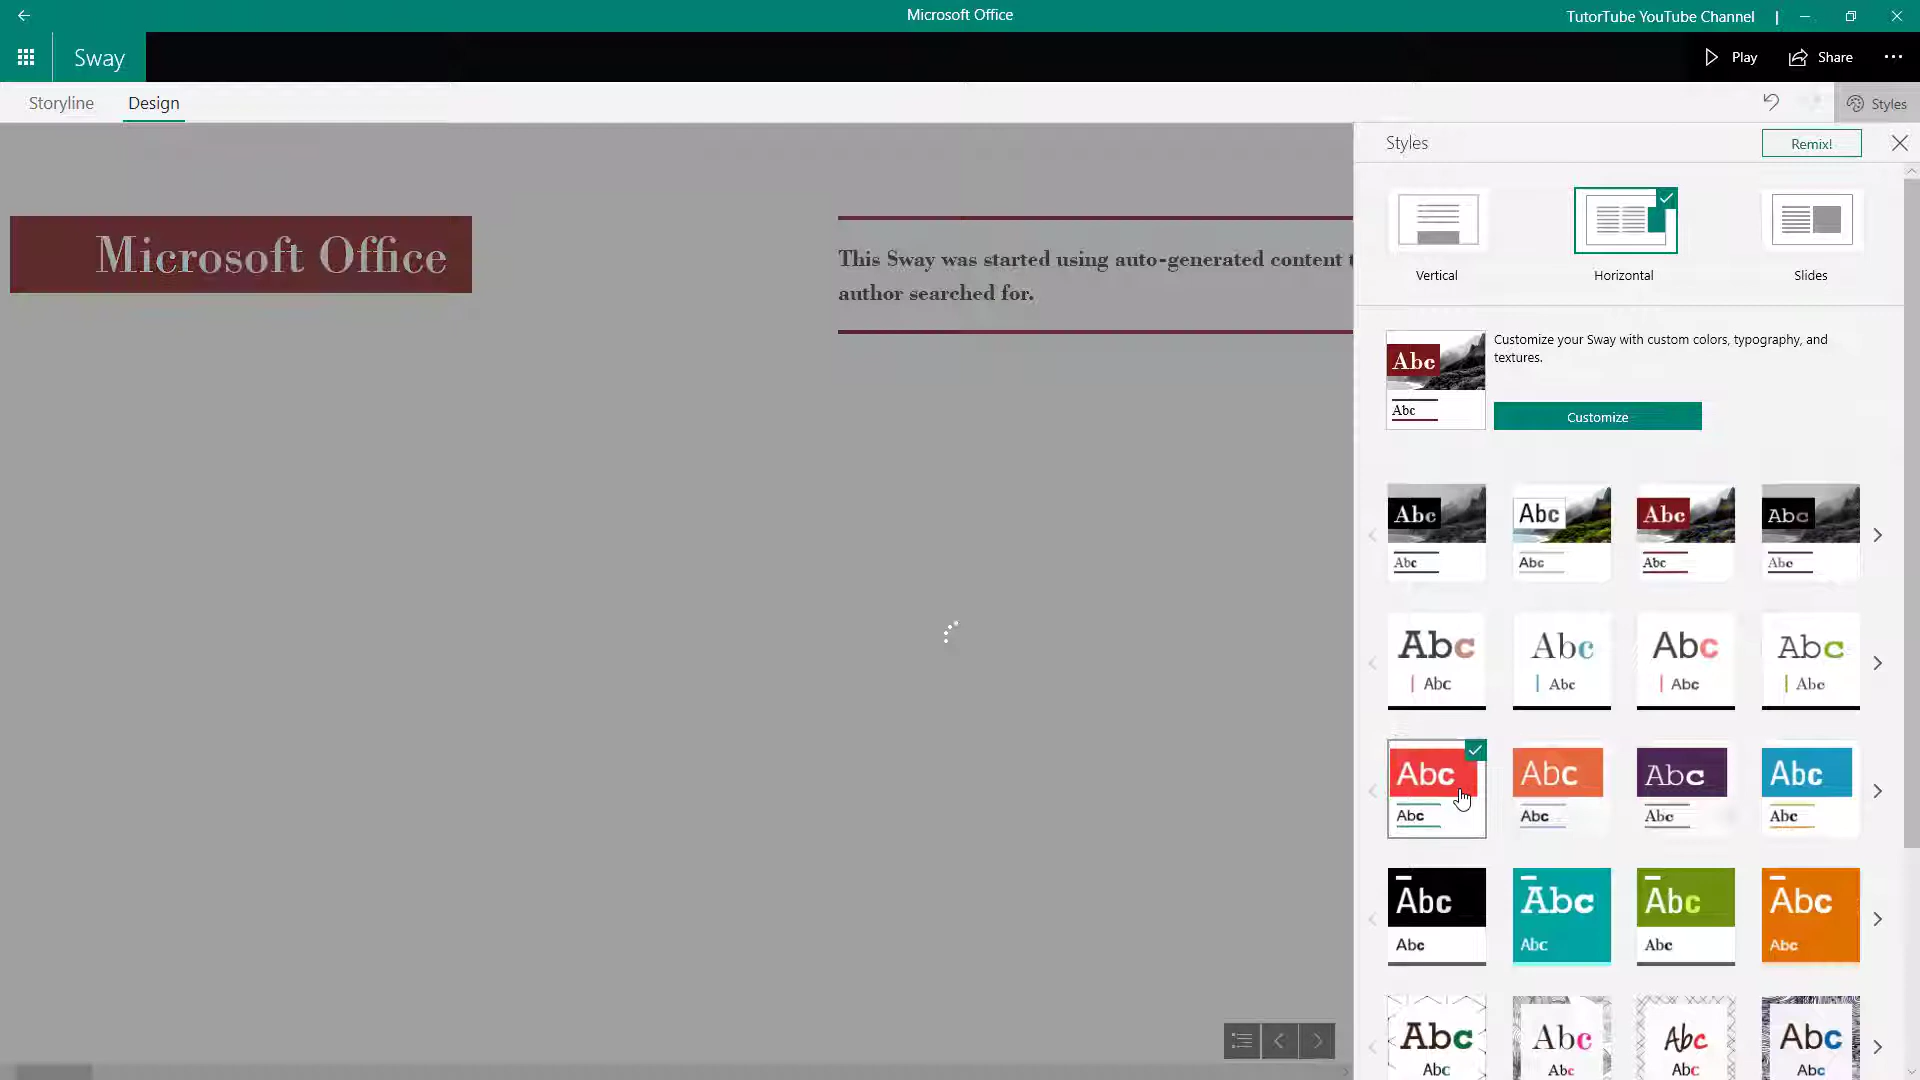 Microsoft Office
TutorTube YouTube Channel
Sway
Play
Share
Storyline
Design
Styles
Styles
Remix!
Microsoft Office
This Sway was started using auto-generated content
author searched for.
Vertical
Horizontal
Slides
Abc
Abc
Customize your Sway with custom colors, typography, and
textures.
Customize
Abc Abc Abc Abc
Abc Abc Abc Abc
Abc Abc Abc Abc
Abc Abc Abc Abc
Abc Abc Abc Abc
Abc Abc Abc Abc
Abc Abc Abc Abc
Abc Abc Abc Abc
Abc Abc Abc Abc
Abc Abc Abc Abc